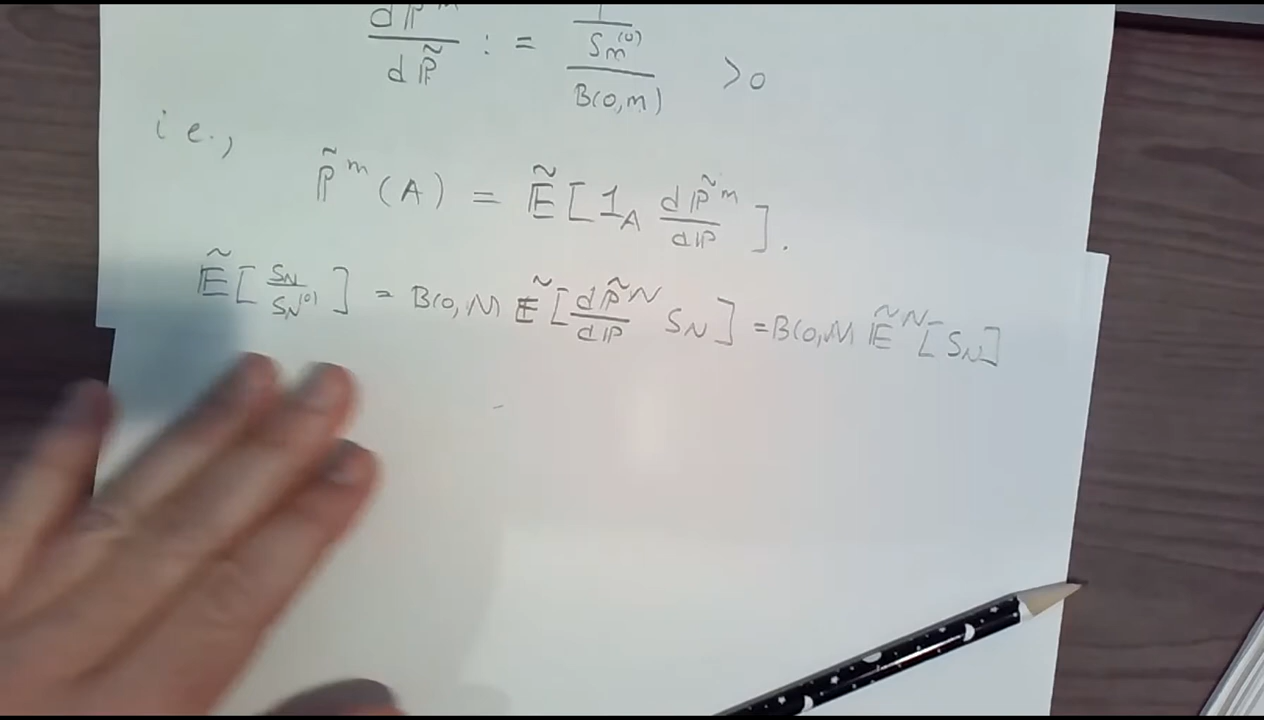 dP̃^m / dP̃ := (1 / S_m^(0)) / B(0,m) > 0
i.e.,
P̃^m (A) = Ẽ [ 1_A dP̃^m / dP ].
Ẽ [ S_N / S_N^(0) ] = B(0,N) Ẽ [ dP̃^N / dP S_N ] = B(0,N) Ẽ^N [ S_N ]